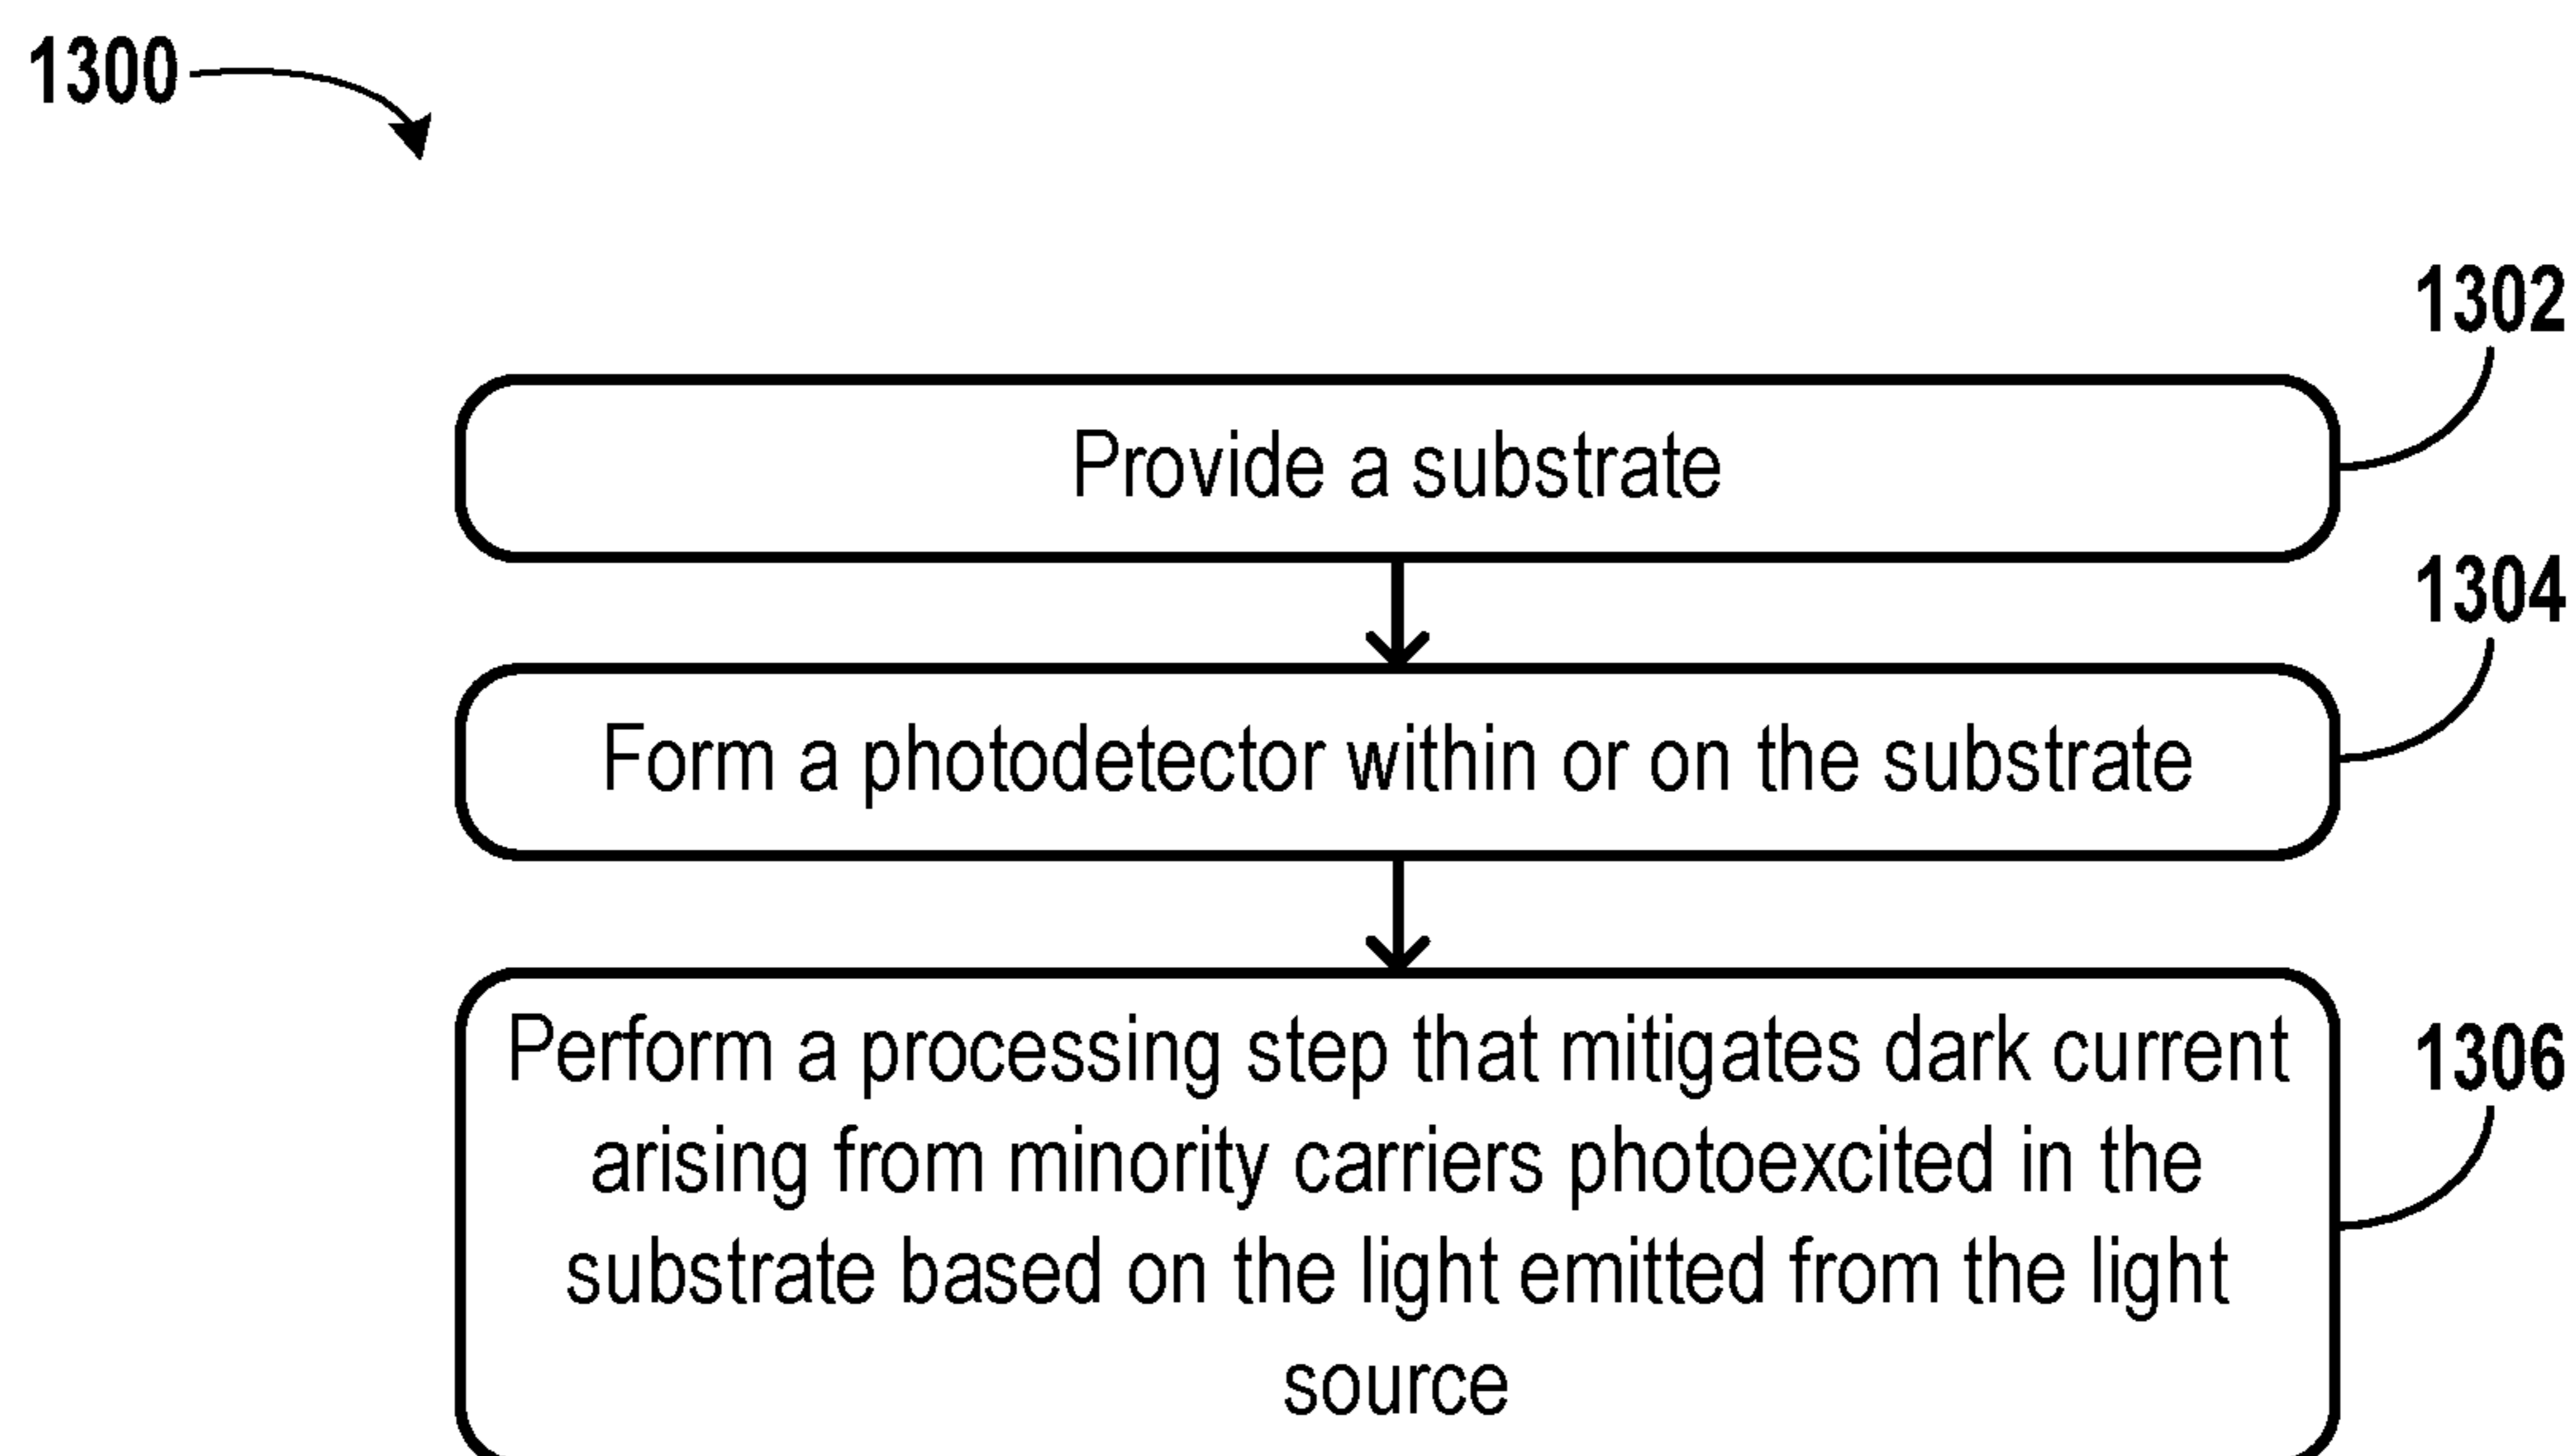 1300
1302
Provide a substrate
1304
Form a photodetector within or on the substrate
Perform a processing step that mitigates dark current
1306
arising from minority carriers photoexcited in the
substrate based on the light emitted from the light
source